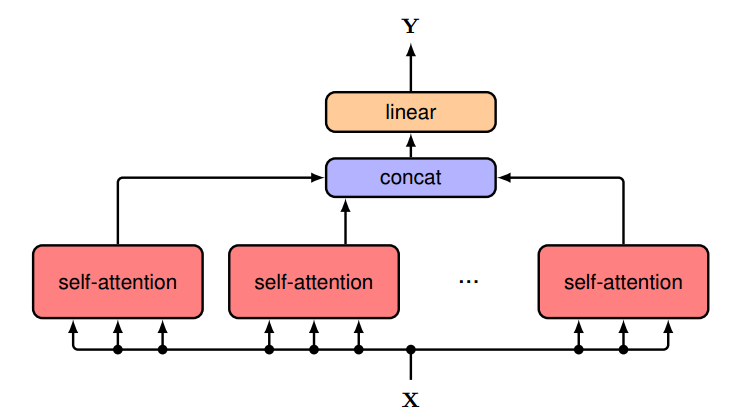 Y
linear
concat
self-attention
self-attention
...
self-attention
X